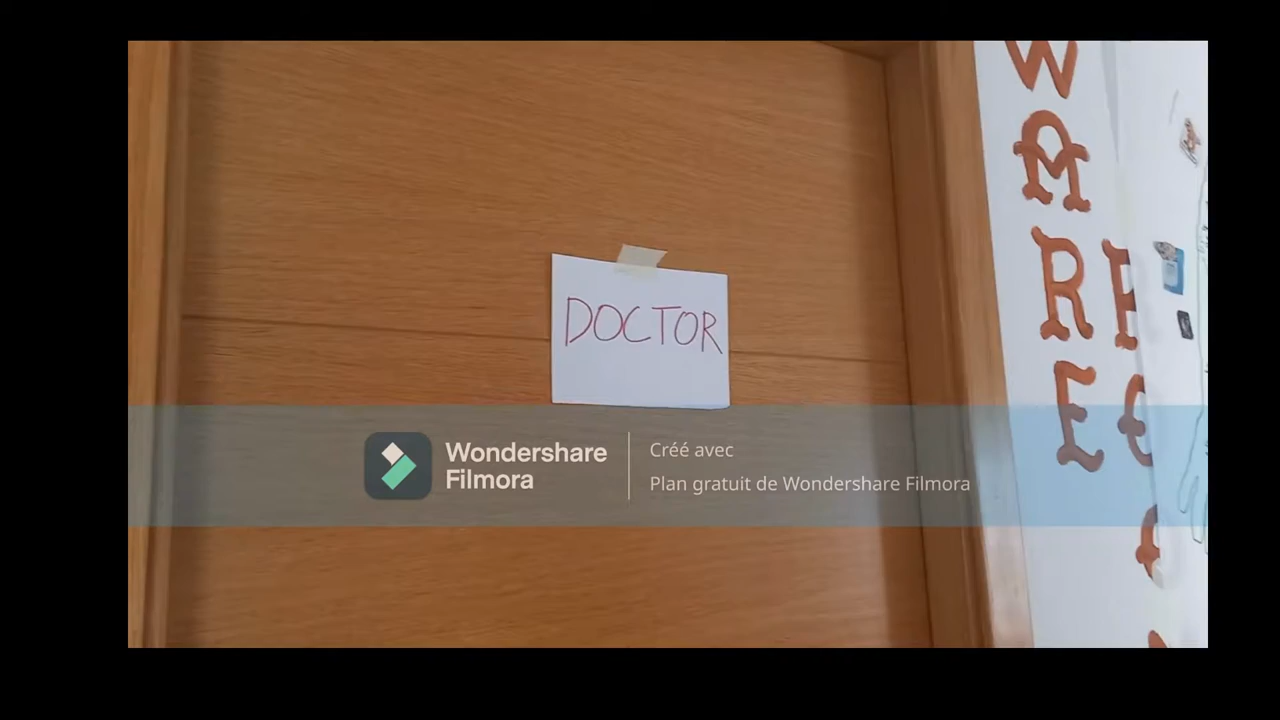 DOCTOR
Wondershare
Filmora
Créé avec
Plan gratuit de Wondershare Filmora
W
R
E